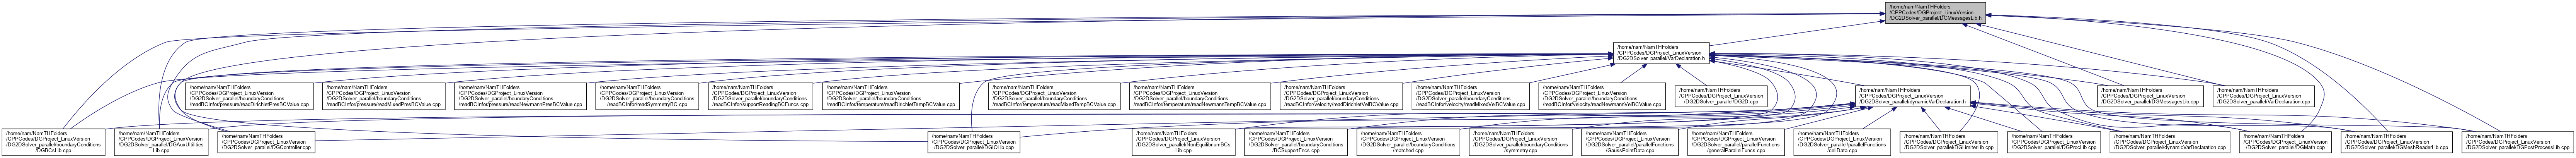 /home/nam/NamTHFolders
/CPPCodes/DGProject_LinuxVersion
/DG2DSolver_parallel/DGMessagesLib.h
/home/nam/NamTHFolders
/CPPCodes/DGProject_LinuxVersion
/DG2DSolver_parallel/VarDeclaration.h
/home/nam/NamTHFolders
/CPPCodes/DGProject_LinuxVersion
/DG2DSolver_parallel/boundaryConditions
/readBCInfor/pressure/readDirichletPresBCValue.cpp
/home/nam/NamTHFolders
/CPPCodes/DGProject_LinuxVersion
/DG2DSolver_parallel/boundaryConditions
/readBCInfor/pressure/readMixedPresBCValue.cpp
/home/nam/NamTHFolders
/CPPCodes/DGProject_LinuxVersion
/DG2DSolver_parallel/boundaryConditions
/readBCInfor/pressure/readNewmannPresBCValue.cpp
/home/nam/NamTHFolders
/CPPCodes/DGProject_LinuxVersion
/DG2DSolver_parallel/boundaryConditions
/readBCInfor/readSymmetryBC.cpp
/home/nam/NamTHFolders
/CPPCodes/DGProject_LinuxVersion
/DG2DSolver_parallel/boundaryConditions
/readBCInfor/supportReadingBCFuncs.cpp
/home/nam/NamTHFolders
/CPPCodes/DGProject_LinuxVersion
/DG2DSolver_parallel/boundaryConditions
/readBCInfor/temperature/readDirichletTempBCValue.cpp
/home/nam/NamTHFolders
/CPPCodes/DGProject_LinuxVersion
/DG2DSolver_parallel/boundaryConditions
/readBCInfor/temperature/readMixedTempBCValue.cpp
/home/nam/NamTHFolders
/CPPCodes/DGProject_LinuxVersion
/DG2DSolver_parallel/boundaryConditions
/readBCInfor/temperature/readNewmannTempBCValue.cpp
/home/nam/NamTHFolders
/CPPCodes/DGProject_LinuxVersion
/DG2DSolver_parallel/boundaryConditions
/readBCInfor/velocity/readDirichletVelBCValue.cpp
/home/nam/NamTHFolders
/CPPCodes/DGProject_LinuxVersion
/DG2DSolver_parallel/boundaryConditions
/readBCInfor/velocity/readMixedVelBCValue.cpp
/home/nam/NamTHFolders
/CPPCodes/DGProject_LinuxVersion
/DG2DSolver_parallel/boundaryConditions
/readBCInfor/velocity/readNewmannVelBCValue.cpp
/home/nam/NamTHFolders
/CPPCodes/DGProject_LinuxVersion
/DG2DSolver_parallel/DG2D.cpp
/home/nam/NamTHFolders
/CPPCodes/DGProject_LinuxVersion
/DG2DSolver_parallel/dynamicVarDeclaration.h
/home/nam/NamTHFolders
/CPPCodes/DGProject_LinuxVersion
/DG2DSolver_parallel/DGMessagesLib.cpp
/home/nam/NamTHFolders
/CPPCodes/DGProject_LinuxVersion
/DG2DSolver_parallel/VarDeclaration.cpp
/home/nam/NamTHFolders
/CPPCodes/DGProject_LinuxVersion
/DG2DSolver_parallel/boundaryConditions
/DGBCsLib.cpp
/home/nam/NamTHFolders
/CPPCodes/DGProject_LinuxVersion
/DG2DSolver_parallel/DGAuxUtilities
Lib.cpp
/home/nam/NamTHFolders
/CPPCodes/DGProject_LinuxVersion
/DG2DSolver_parallel/DGController.cpp
/home/nam/NamTHFolders
/CPPCodes/DGProject_LinuxVersion
/DG2DSolver_parallel/DGIOLib.cpp
/home/nam/NamTHFolders
/CPPCodes/DGProject_LinuxVersion
/DG2DSolver_parallel/NonEquilibriumBCs
Lib.cpp
/home/nam/NamTHFolders
/CPPCodes/DGProject_LinuxVersion
/DG2DSolver_parallel/boundaryConditions
/BCSupportFncs.cpp
/home/nam/NamTHFolders
/CPPCodes/DGProject_LinuxVersion
/DG2DSolver_parallel/boundaryConditions
/matched.cpp
/home/nam/NamTHFolders
/CPPCodes/DGProject_LinuxVersion
/DG2DSolver_parallel/boundaryConditions
/symmetry.cpp
/home/nam/NamTHFolders
/CPPCodes/DGProject_LinuxVersion
/DG2DSolver_parallel/parallelFunctions
/GaussPointData.cpp
/home/nam/NamTHFolders
/CPPCodes/DGProject_LinuxVersion
/DG2DSolver_parallel/parallelFunctions
/generalParallelFuncs.cpp
/home/nam/NamTHFolders
/CPPCodes/DGProject_LinuxVersion
/DG2DSolver_parallel/parallelFunctions
/cellData.cpp
/home/nam/NamTHFolders
/CPPCodes/DGProject_LinuxVersion
/DG2DSolver_parallel/DGLimiterLib.cpp
/home/nam/NamTHFolders
/CPPCodes/DGProject_LinuxVersion
/DG2DSolver_parallel/DGProcLib.cpp
/home/nam/NamTHFolders
/CPPCodes/DGProject_LinuxVersion
/DG2DSolver_parallel/dynamicVarDeclaration.cpp
/home/nam/NamTHFolders
/CPPCodes/DGProject_LinuxVersion
/DG2DSolver_parallel/DGMath.cpp
/home/nam/NamTHFolders
/CPPCodes/DGProject_LinuxVersion
/DG2DSolver_parallel/DGMeshReaderLib.cpp
/home/nam/NamTHFolders
/CPPCodes/DGProject_LinuxVersion
/DG2DSolver_parallel/DGPostProcessLib.cpp